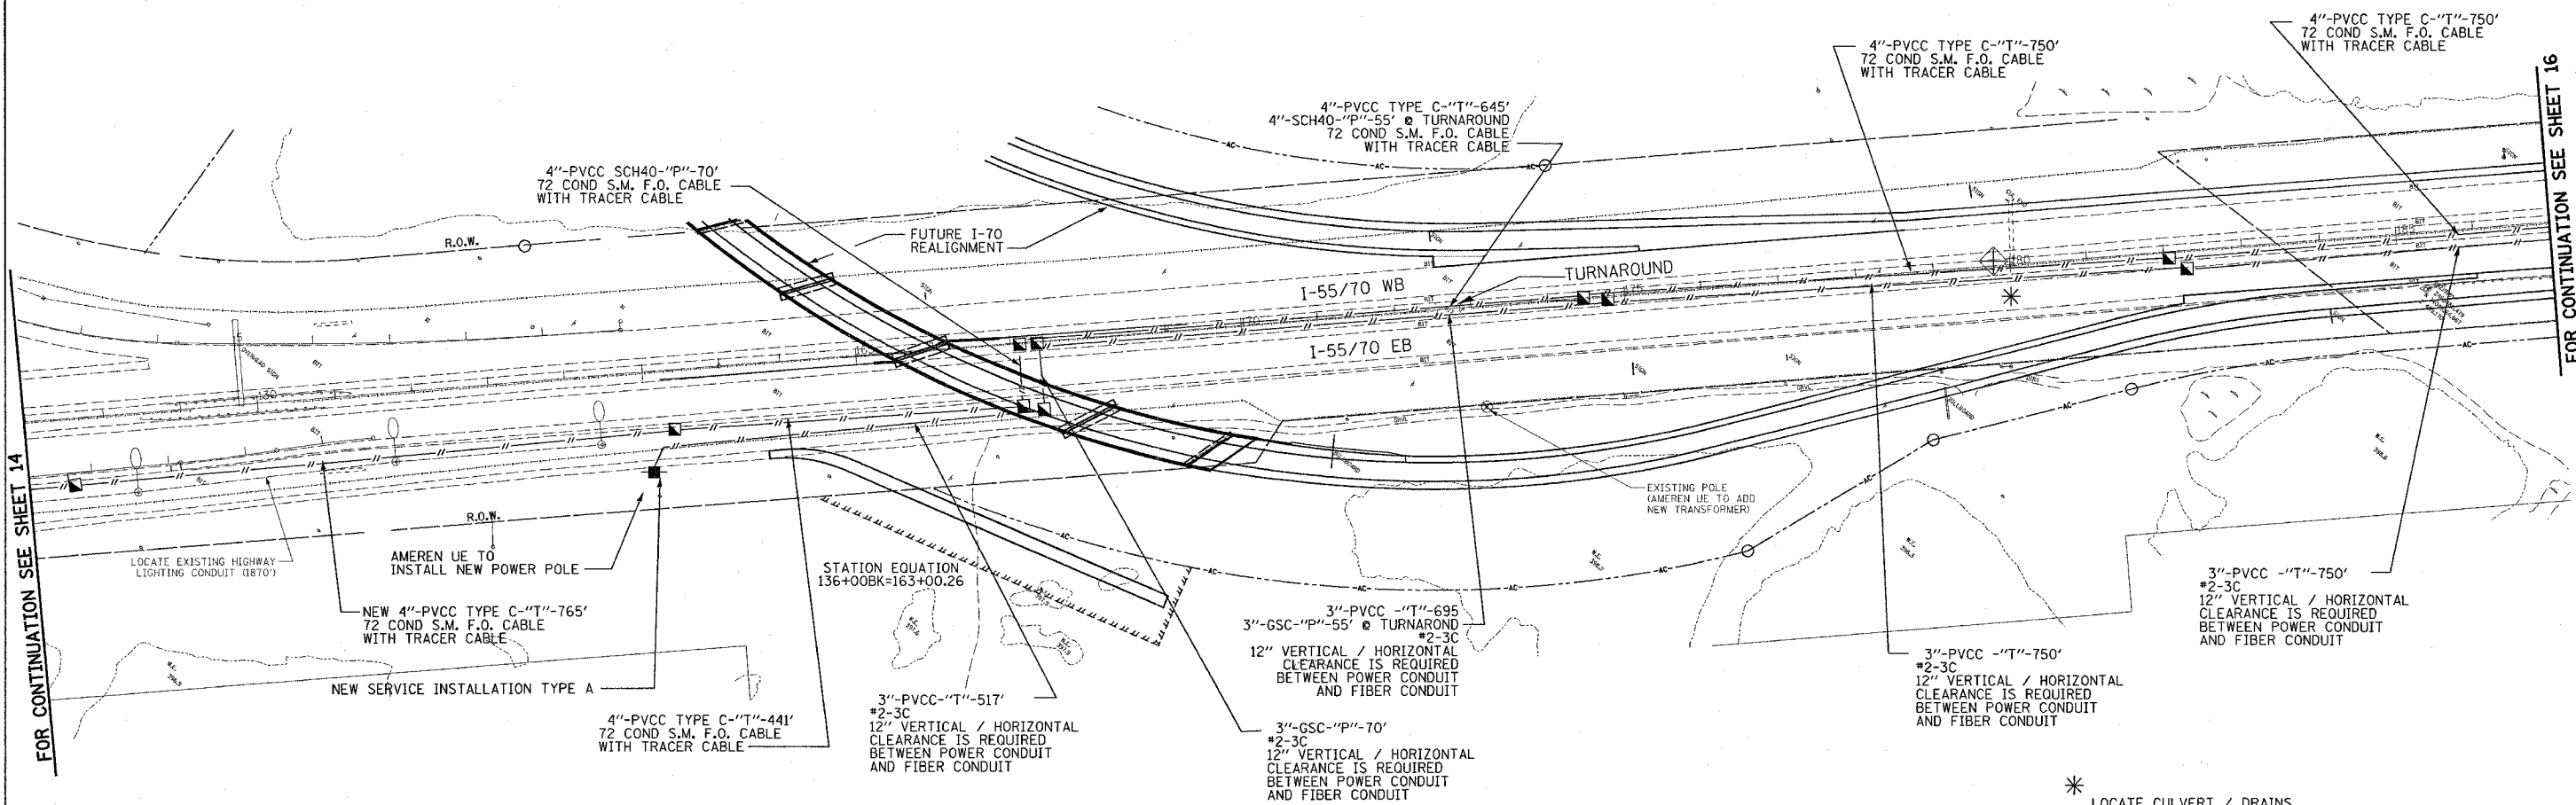 4"-PVCC TYPE C-"T"-750'
72 COND S.M. F.O. CABLE
WITH TRACER CABLE
4"-PVCC TYPE C-"T"-750'
72 COND S.M. F.O. CABLE
WITH TRACER CABLE
4"-PVCC TYPE C-"T"-645'
4"-SCH40-"P"-55' @ TURNAROUND
72 COND S.M. F.O. CABLE
WITH TRACER CABLE
4"-PVCC SCH40-"P"-70'
72 COND S.M. F.O. CABLE
WITH TRACER CABLE
FUTURE I-70
REALIGNMENT
R.O.W.
TURNAROUND
I-55/70 WB
I-55/70 EB
FOR CONTINUATION SEE SHEET 16
FOR CONTINUATION SEE SHEET 14
OVERHEAD SIGN
175
180
185
BILLBOARD
EXISTING POLE
(AMEREN UE TO ADD
NEW TRANSFORMER)
R.O.W.
LOCATE EXISTING HIGHWAY
LIGHTING CONDUIT (1870')
AMEREN UE TO
INSTALL NEW POWER POLE
STATION EQUATION
136+00BK=163+00.26
NEW 4"-PVCC TYPE C-"T"-765'
72 COND S.M. F.O. CABLE
WITH TRACER CABLE
NEW SERVICE INSTALLATION TYPE A
4"-PVCC TYPE C-"T"-441'
72 COND S.M. F.O. CABLE
WITH TRACER CABLE
3"-PVCC-"T"-517'
#2-3C
12" VERTICAL / HORIZONTAL
CLEARANCE IS REQUIRED
BETWEEN POWER CONDUIT
AND FIBER CONDUIT
3"-PVCC -"T"-695
3"-GSC-"P"-55' @ TURNAROND
#2-3C
12" VERTICAL / HORIZONTAL
CLEARANCE IS REQUIRED
BETWEEN POWER CONDUIT
AND FIBER CONDUIT
3"-GSC-"P"-70'
#2-3C
12" VERTICAL / HORIZONTAL
CLEARANCE IS REQUIRED
BETWEEN POWER CONDUIT
AND FIBER CONDUIT
3"-PVCC -"T"-750'
#2-3C
12" VERTICAL / HORIZONTAL
CLEARANCE IS REQUIRED
BETWEEN POWER CONDUIT
AND FIBER CONDUIT
3"-PVCC -"T"-750'
#2-3C
12" VERTICAL / HORIZONTAL
CLEARANCE IS REQUIRED
BETWEEN POWER CONDUIT
AND FIBER CONDUIT
LOCATE CULVERT / DRAINS